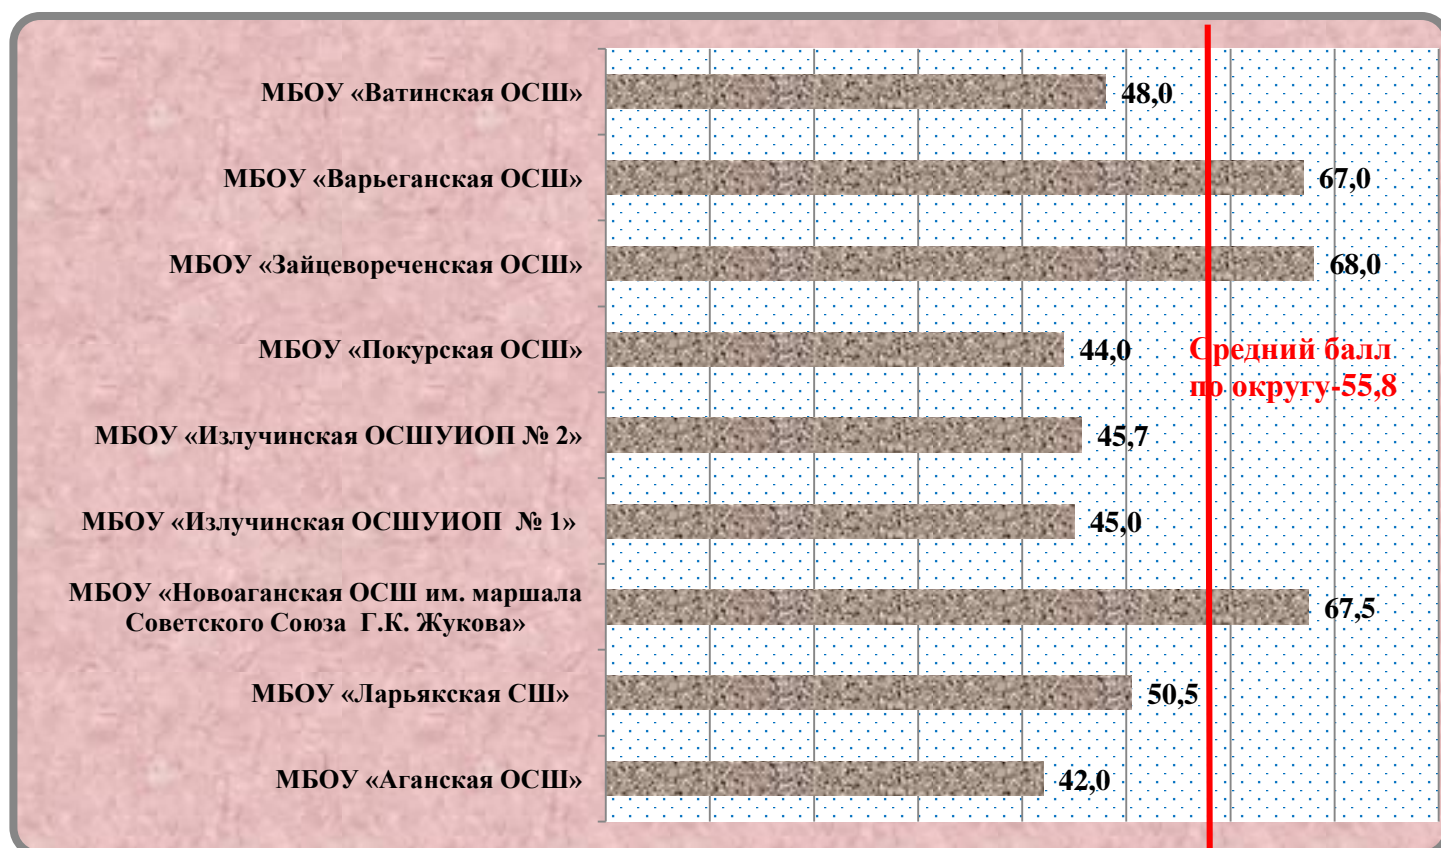 МБОУ «Ватинская ОСШ»
48,0
МБОУ «Варьеганская ОСШ»
67,0
МБОУ «Зайцевореченская ОСШ»
68,0
МБОУ «Покурская ОСШ»
44,0
Средний балл
по округу-55,8
МБОУ «Излучинская ОСШУИОП № 2»
45,7
МБОУ «Излучинская ОСШУИОП № 1»
45,0
МБОУ «Новоаганская ОСШ им. маршала
Советского Союза Г.К. Жукова»
67,5
МБОУ «Ларьякская СШ»
50,5
МБОУ «Аганская ОСШ»
42,0